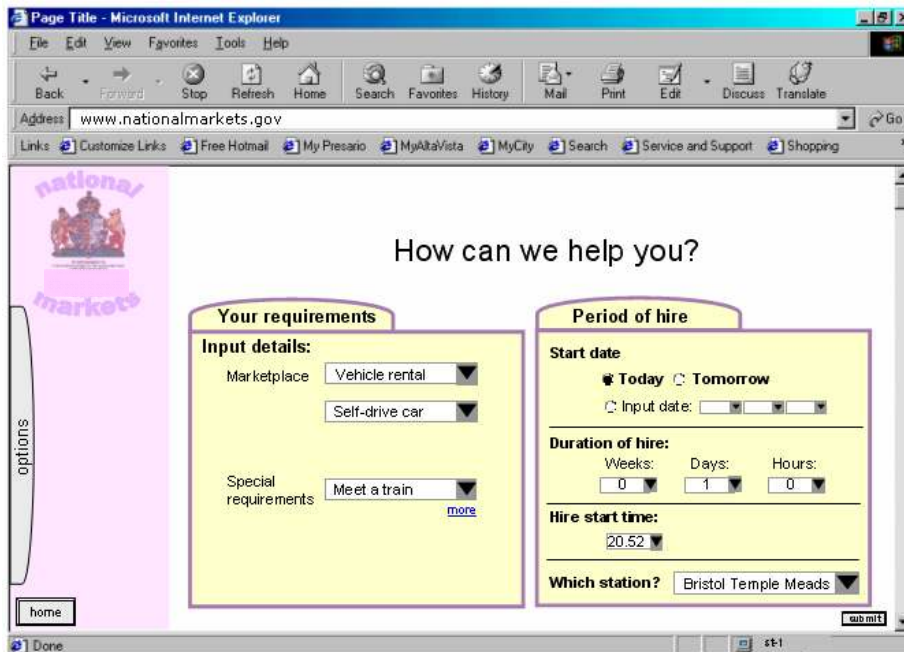 Page Title - Microsoft Internet Explorer
File Edit View Favorites Tools Help
Back Forward Stop Refresh Home Search Favorites History Mail Print Edit Discuss Translate
Address www.nationalmarkets.gov Go
Links Customize Links Free Hotmail My Presario MyAltaVista MyCity Search Service and Support Shopping
national
markets
options
home
How can we help you?
Your requirements
Input details:
Marketplace Vehicle rental
Self-drive car
Special
requirements Meet a train
more
Period of hire
Start date
Today Tomorrow
Input date:
Duration of hire:
Weeks: Days: Hours:
0 1 0
Hire start time:
20.52
Which station? Bristol Temple Meads
submit
Done st-1